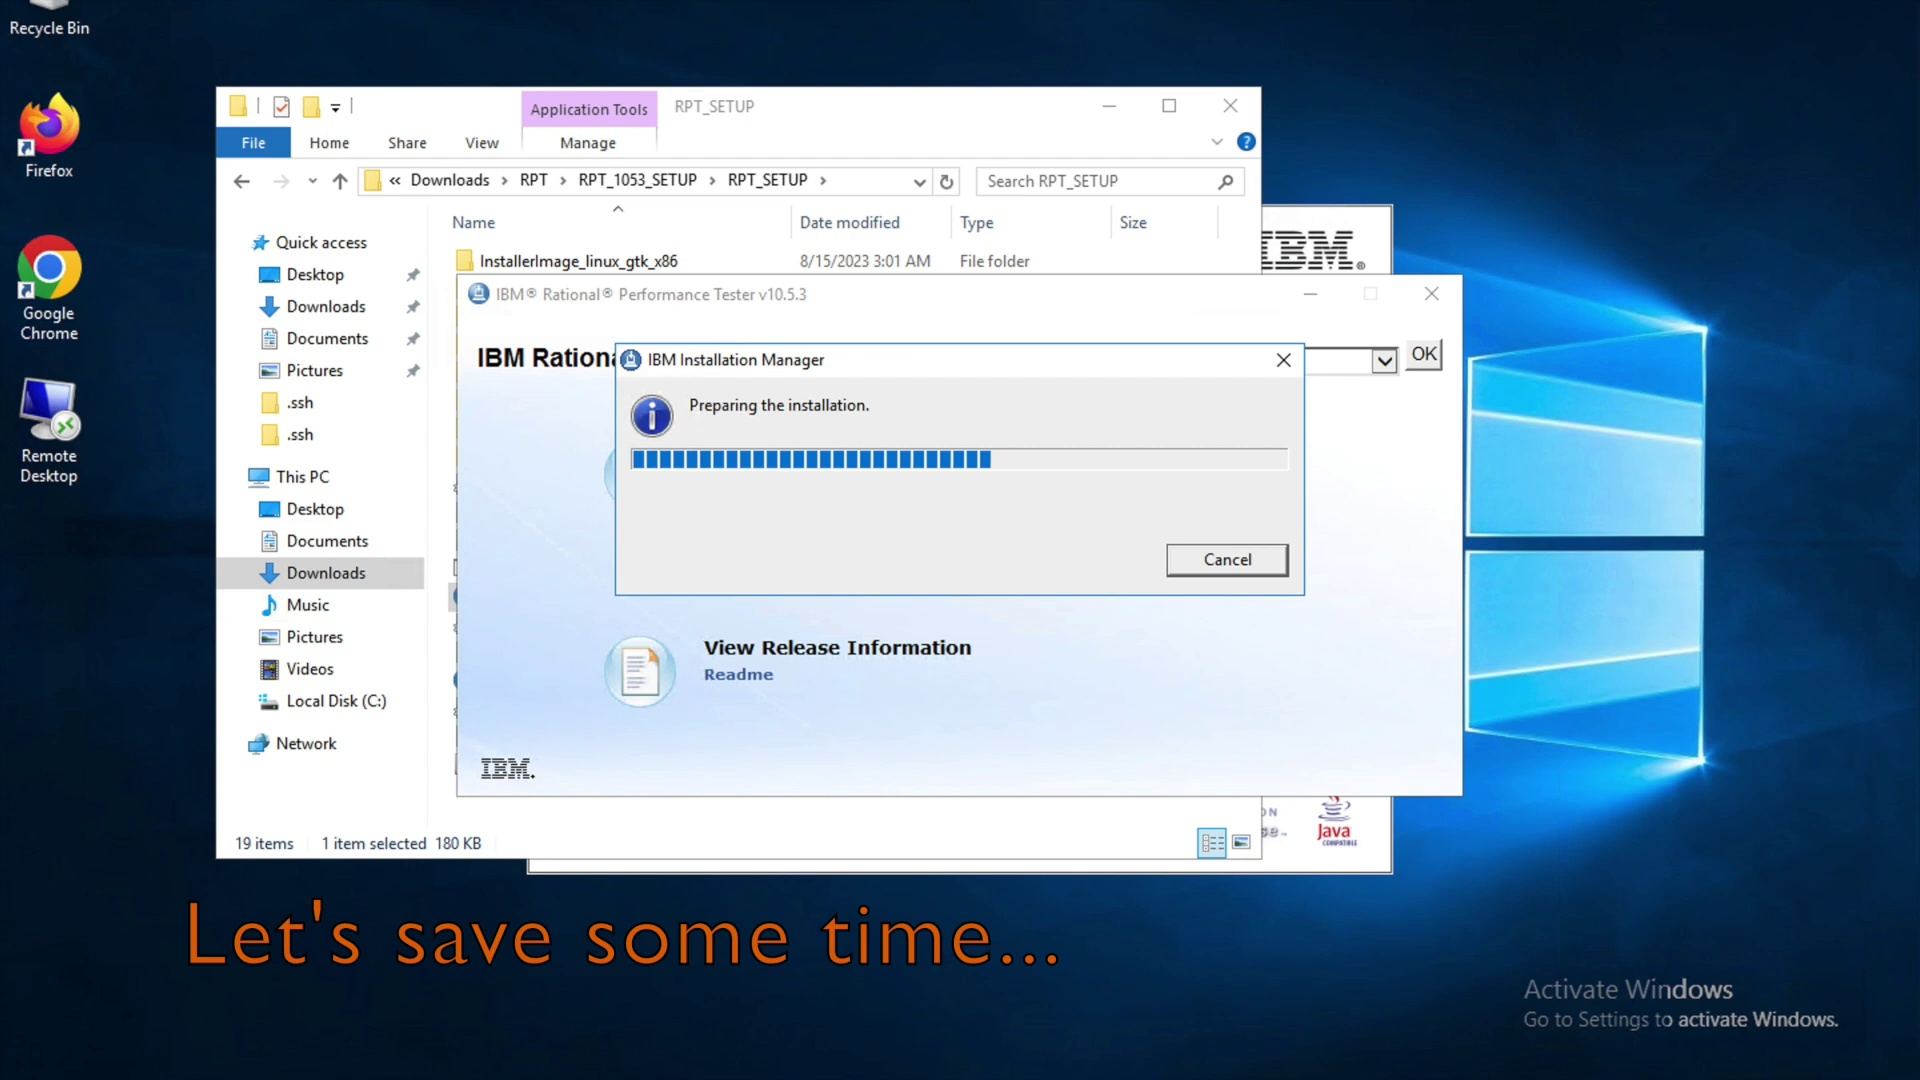 Recycle Bin
Firefox
Google
Chrome
Remote
Desktop
Application Tools
RPT_SETUP
File
Home
Share
View
Manage
« Downloads > RPT > RPT_1053_SETUP > RPT_SETUP >
Search RPT_SETUP
Name
Date modified
Type
Size
InstallerImage_linux_gtk_x86
8/15/2023 3:01 AM
File folder
Quick access
Desktop
Downloads
Documents
Pictures
.ssh
.ssh
This PC
Desktop
Documents
Downloads
Music
Pictures
Videos
Local Disk (C:)
Network
19 items
1 item selected 180 KB
IBM®
IBM® Rational® Performance Tester v10.5.3
IBM Rationa
OK
IBM Installation Manager
Preparing the installation.
Cancel
View Release Information
Readme
IBM.
Java
COMPATIBLE
Let's save some time...
Activate Windows
Go to Settings to activate Windows.